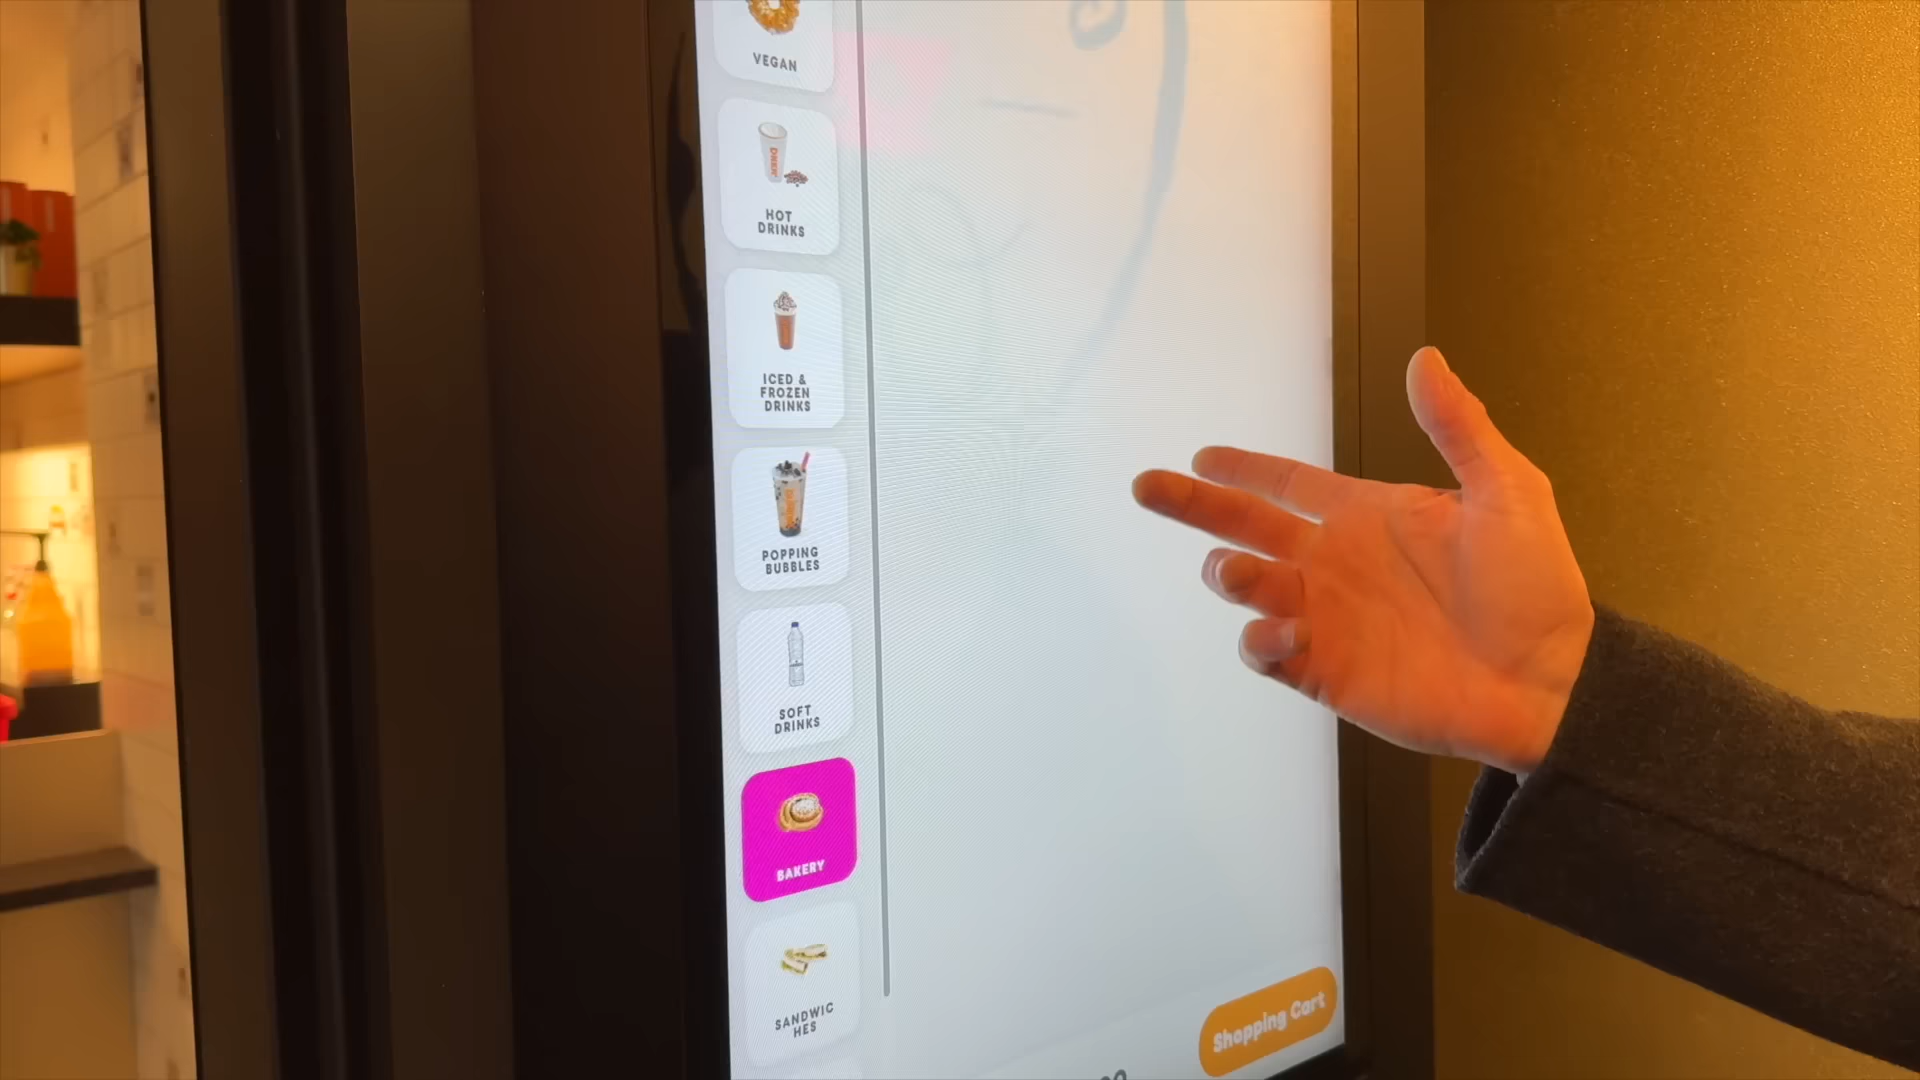 VEGAN
HOT
DRINKS
ICED &
FROZEN
DRINKS
POPPING
BUBBLES
SOFT
DRINKS
BAKERY
SANDWIC
HES
Shopping Cart